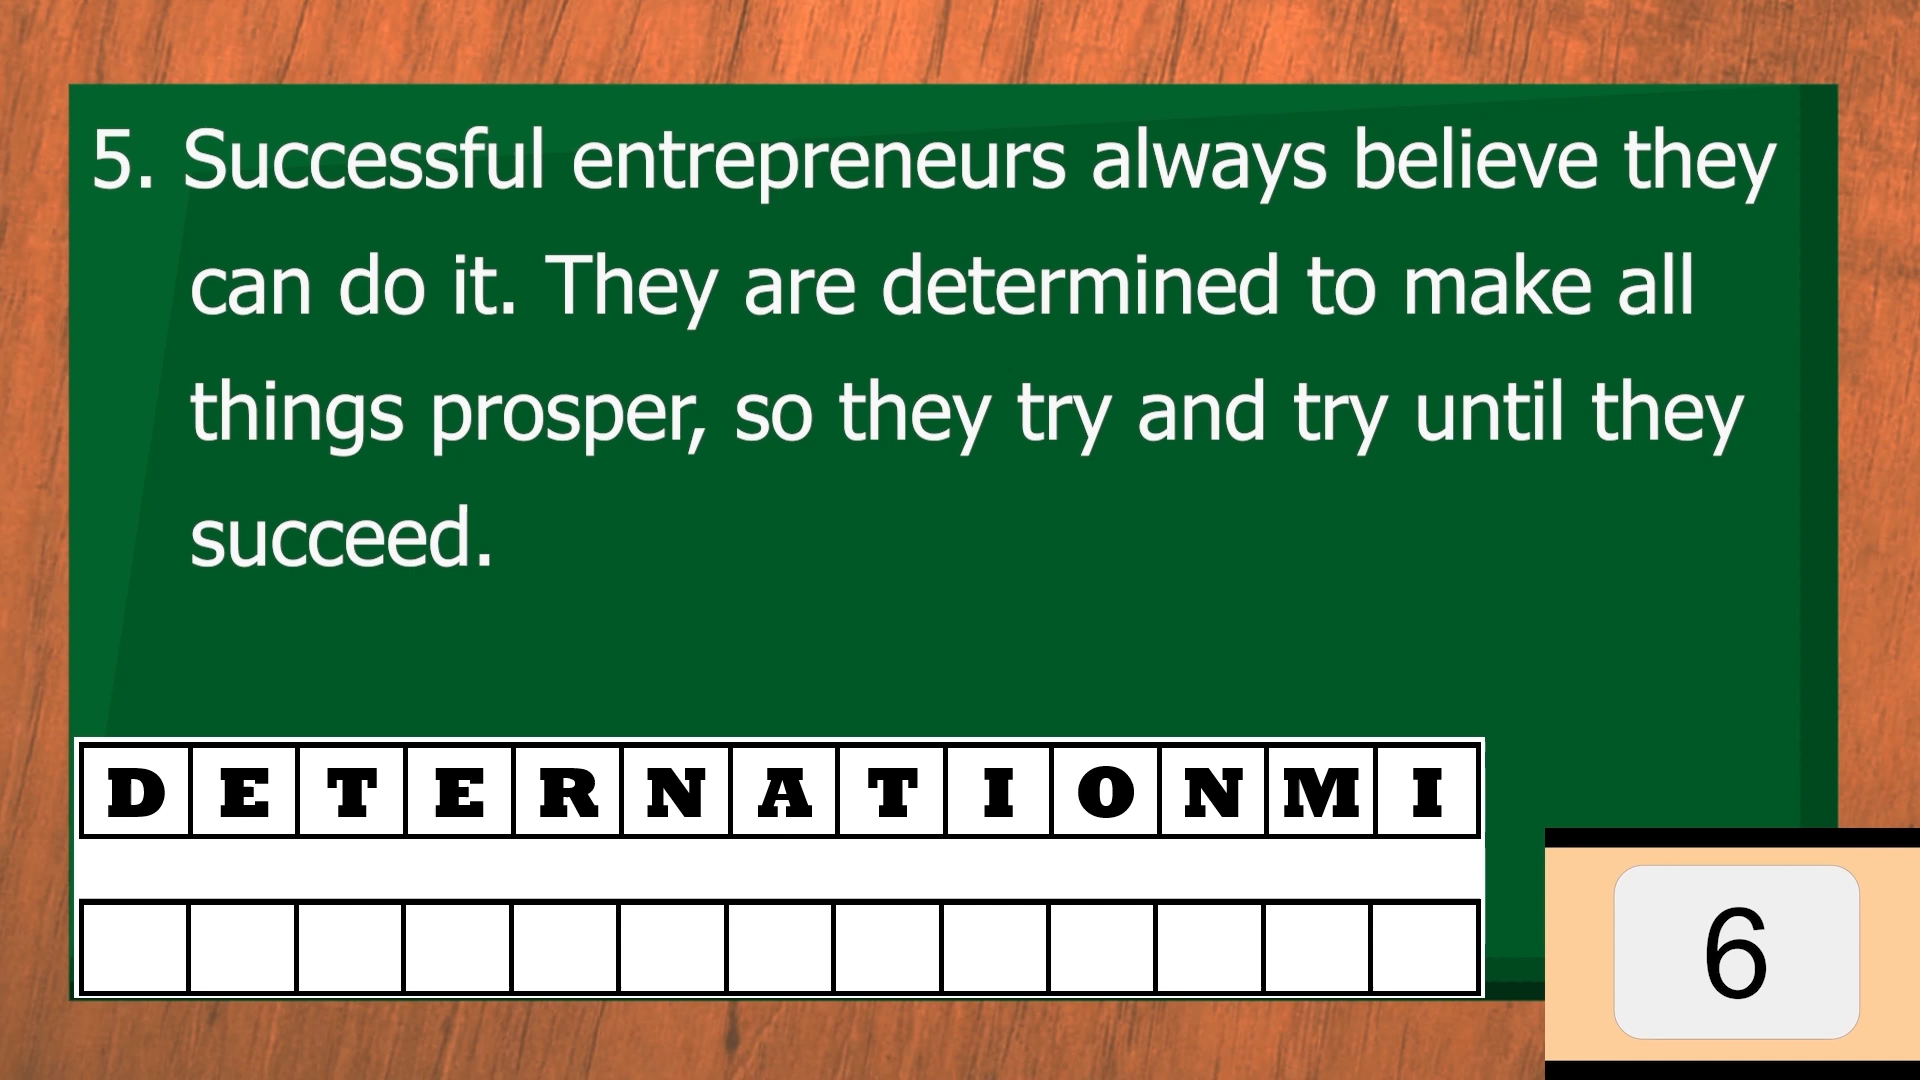 5. Successful entrepreneurs always believe they
can do it. They are determined to make all
things prosper, so they try and try until they
succeed.
DETERNATIONMI
6